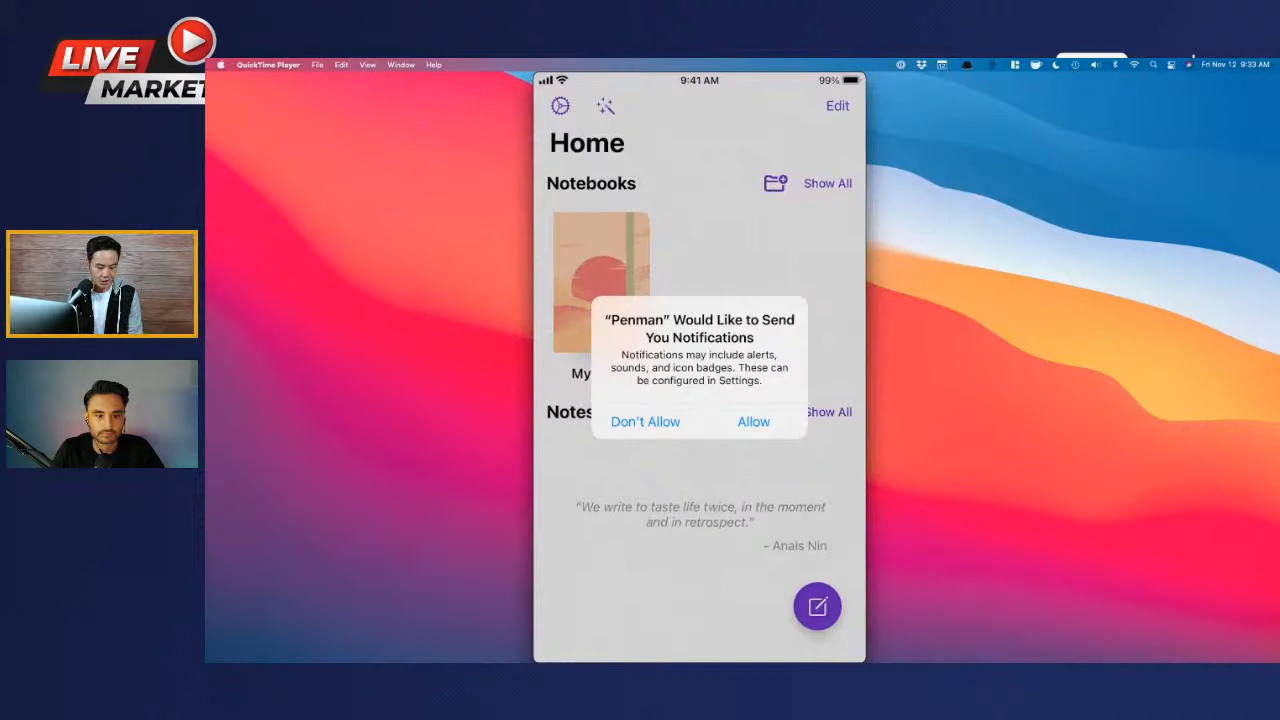 LIVE
MARKET
QuickTime Player File Edit View Window Help
12
Fri Nov 12 9:33 AM
9:41 AM
99%
Edit
Home
Notebooks
Show All
My
Notes
Show All
“Penman” Would Like to Send
You Notifications
Notifications may include alerts,
sounds, and icon badges. These can
be configured in Settings.
Don't Allow
Allow
“We write to taste life twice, in the moment
and in retrospect.”
- Anais Nin